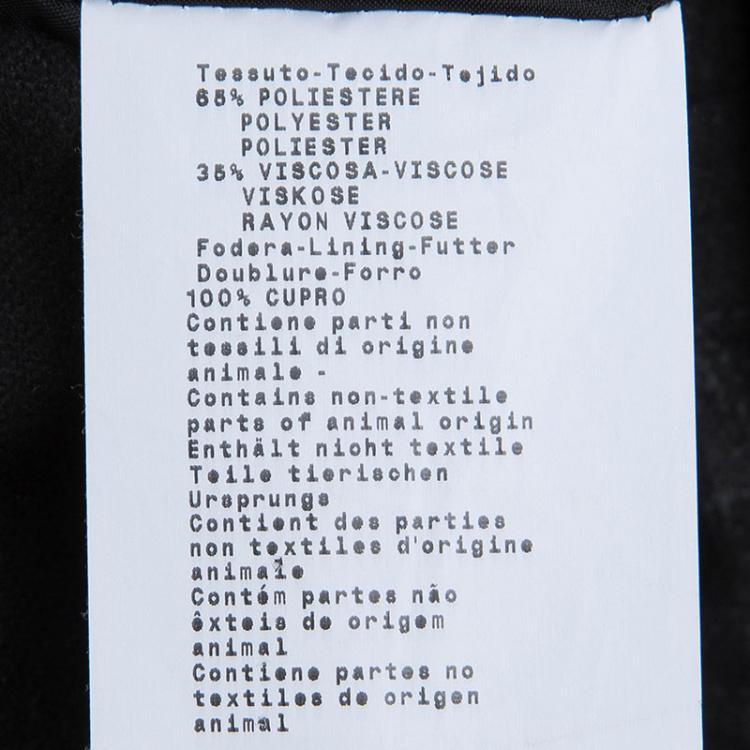 Tessuto-Tecido-Tejido
65% POLIESTERE
POLYESTER
POLIESTER
35% VISCOSA-VISCOSE
VISKOSE
RAYON VISCOSE
Fodera-Lining-Futter
Doublure-Forro
100% CUPRO
Contiene parti non
tessili di origine
animale -
Contains non-textile
parts of animal origin
Enthält nicht textile
Teile tierischen
Ursprungs
Contient des parties
non textiles d'origine
animale
Contém partes não
êxteis de origem
animal
Contiene partes no
textiles de origen
animal